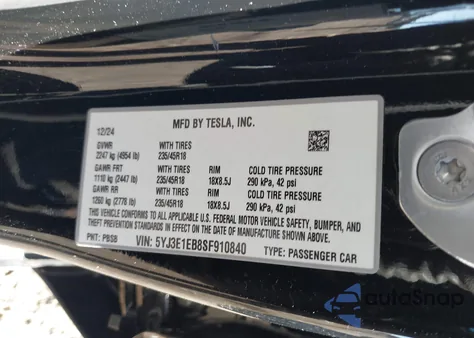 MFD BY TESLA, INC.
12/24
GVWR WITH TIRES
2247 kg (4954 lb) 235/45R18
GAWR FRT WITH TIRES RIM COLD TIRE PRESSURE
1110 kg (2447 lb) 235/45R18 18X8.5J 290 kPa, 42 psi
GAWR RR WITH TIRES RIM COLD TIRE PRESSURE
1260 kg (2778 lb) 235/45R18 18X8.5J 290 kPa, 42 psi
THIS VEHICLE CONFORMS TO ALL APPLICABLE U.S. FEDERAL MOTOR VEHICLE SAFETY, BUMPER, AND
THEFT PREVENTION STANDARDS IN EFFECT ON THE DATE OF MANUFACTURE SHOWN ABOVE.
PNT: PBSB VIN: 5YJ3E1EB8SF910840 TYPE: PASSENGER CAR
autoSnap